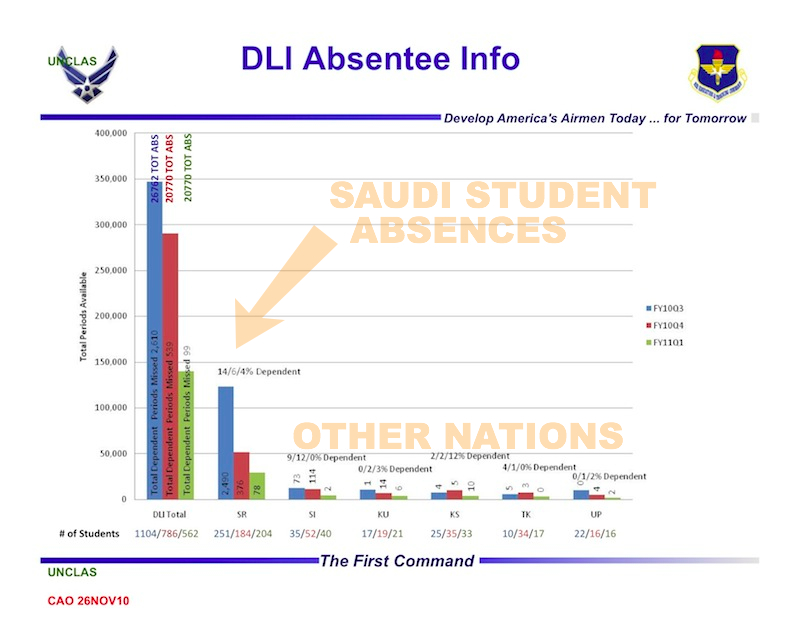 UNCLAS
DLI Absentee Info
Develop America's Airmen Today ... for Tomorrow
400,000
350,000
300,000
250,000
200,000
150,000
100,000
50,000
0
Total Periods Available
26762 TOT ABS
20770 TOT ABS
20770 TOT ABS
Total Dependent Periods Missed 2,610
Total Dependent Periods Missed 539
Total Dependent Periods Missed 99
SAUDI STUDENT
ABSENCES
FY10Q3
FY10Q4
FY11Q1
14/6/4% Dependent
2,490
376
78
OTHER NATIONS
9/12/0% Dependent
73
114
2
0/2/3% Dependent
1
14
6
2/2/12% Dependent
4
5
10
4/1/0% Dependent
5
3
0
0/1/2% Dependent
0
4
2
DLI Total SR SI KU KS TK UP
# of Students 1104/786/562 251/184/204 35/52/40 17/19/21 25/35/33 10/34/17 22/16/16
The First Command
UNCLAS
CAO 26NOV10